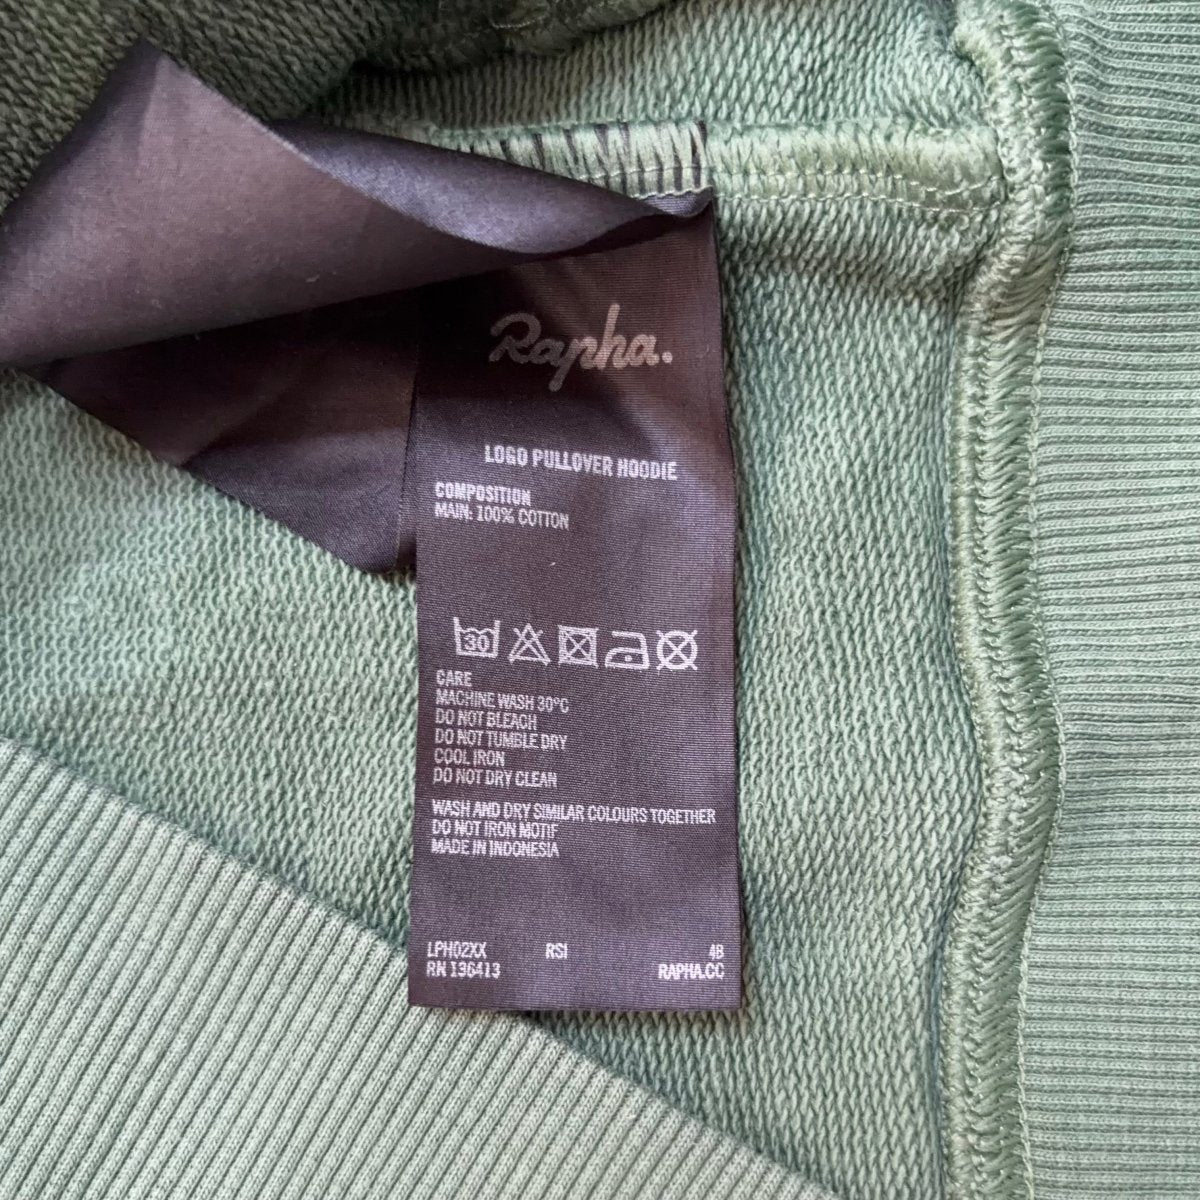 Rapha.
LOGO PULLOVER HOODIE
COMPOSITION
MAIN: 100% COTTON
30
CARE
MACHINE WASH 30°C
DO NOT BLEACH
DO NOT TUMBLE DRY
COOL IRON
DO NOT DRY CLEAN
WASH AND DRY SIMILAR COLOURS TOGETHER
DO NOT IRON MOTIF
MADE IN INDONESIA
LPH02XX RSI 4B
RN 136413 RAPHA.CC